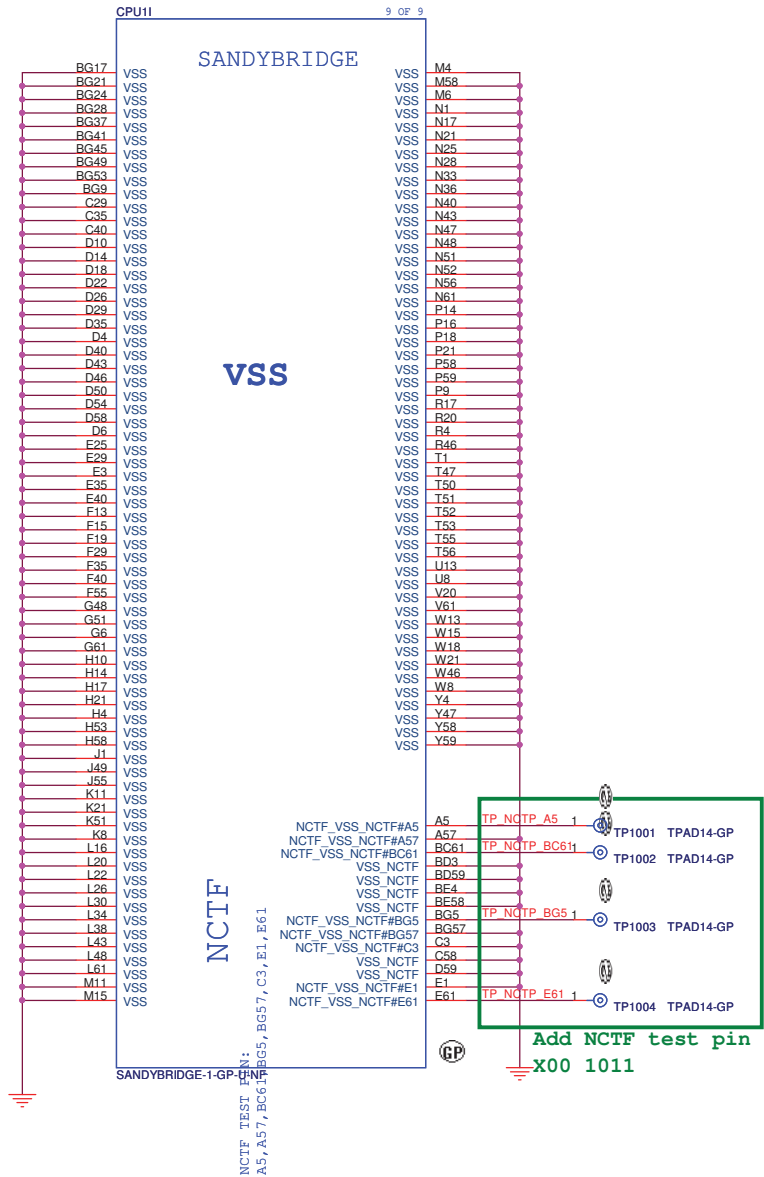 CPU1I
9 OF 9
SANDYBRIDGE
BG17 VSS VSS M4
BG21 VSS VSS M58
BG24 VSS VSS M6
BG28 VSS VSS N1
BG37 VSS VSS N17
BG41 VSS VSS N21
BG45 VSS VSS N25
BG49 VSS VSS N28
BG53 VSS VSS N33
BG9 VSS VSS N36
C29 VSS VSS N40
C35 VSS VSS N43
C40 VSS VSS N47
D10 VSS VSS N48
D14 VSS VSS N51
D18 VSS VSS N52
D22 VSS VSS N56
D26 VSS VSS N61
D29 VSS VSS P14
D35 VSS VSS P16
D4 VSS VSS P18
D40 VSS VSS P21
D43 VSS VSS P58
D46 VSS VSS P59
D50 VSS VSS P9
D54 VSS VSS R17
D58 VSS VSS R20
D6 VSS VSS R4
E25 VSS VSS R46
E29 VSS VSS T1
E3 VSS VSS T47
E35 VSS VSS T50
E40 VSS VSS T51
F13 VSS VSS T52
F15 VSS VSS T53
F19 VSS VSS T55
F29 VSS VSS T56
F35 VSS VSS U13
F40 VSS VSS U8
F55 VSS VSS V20
G48 VSS VSS V61
G51 VSS VSS W13
G6 VSS VSS W15
G61 VSS VSS W18
H10 VSS VSS W21
H14 VSS VSS W46
H17 VSS VSS W8
H21 VSS VSS Y4
H4 VSS VSS Y47
H53 VSS VSS Y58
H58 VSS VSS Y59
J1 VSS
J49 VSS
J55 VSS
K11 VSS
K21 VSS
K51 VSS NCTF_VSS_NCTF#A5 A5 TP_NCTP_A5 1 TP1001 TPAD14-GP
K8 VSS NCTF_VSS_NCTF#A57 A57
L16 VSS NCTF_VSS_NCTF#BC61 BC61 TP_NCTP_BC61 1 TP1002 TPAD14-GP
L20 VSS VSS_NCTF BD3
L22 VSS VSS_NCTF BD59
L26 VSS VSS_NCTF BE4
L30 VSS VSS_NCTF BE58
L34 VSS NCTF_VSS_NCTF#BG5 BG5 TP_NCTP_BG5 1 TP1003 TPAD14-GP
L38 VSS NCTF_VSS_NCTF#BG57 BG57
L43 VSS NCTF_VSS_NCTF#C3 C3
L48 VSS VSS_NCTF C58
L61 VSS VSS_NCTF D59
M11 VSS NCTF_VSS_NCTF#E1 E1
M15 VSS NCTF_VSS_NCTF#E61 E61 TP_NCTP_E61 1 TP1004 TPAD14-GP
VSS
NCTF
NCTF TEST PIN:
A5,A57,BC61,BG5,BG57,C3,E1,E61
SANDYBRIDGE-1-GP-U-NF
GP
Add NCTF test pin
X00 1011